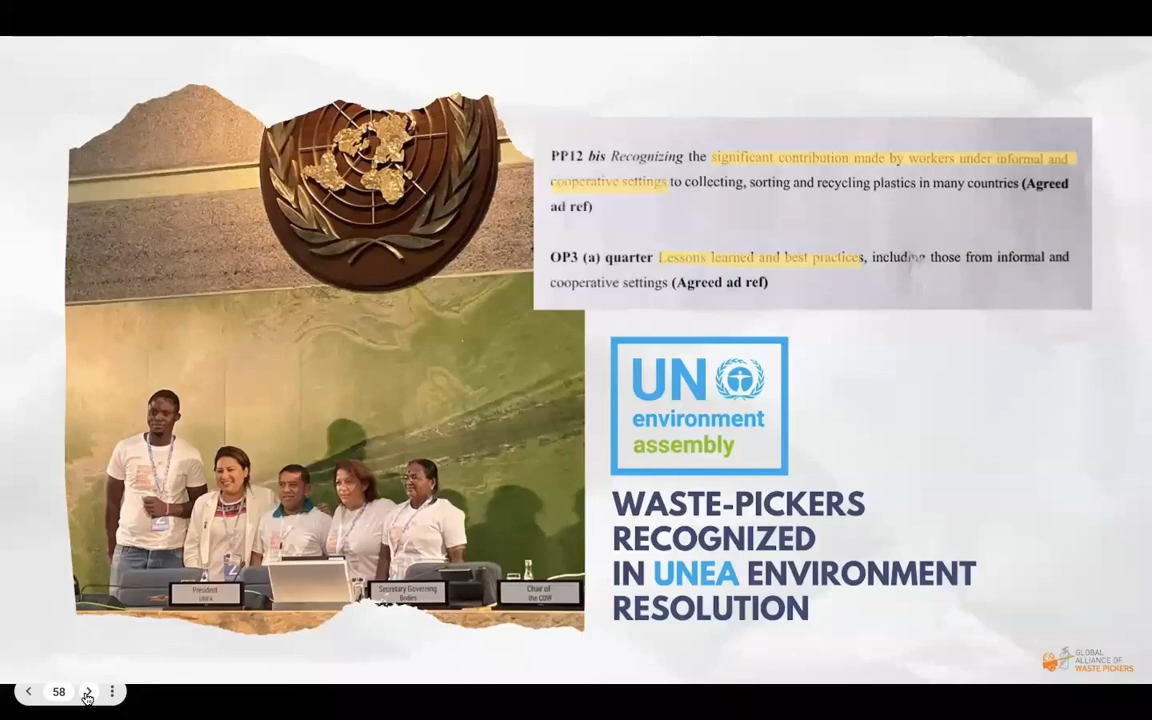 PP12 bis Recognizing the significant contribution made by workers under informal and
cooperative settings to collecting, sorting and recycling plastics in many countries (Agreed
ad ref)
OP3 (a) quarter Lessons learned and best practices, including those from informal and
cooperative settings (Agreed ad ref)
UN
environment
assembly
WASTE-PICKERS
RECOGNIZED
IN UNEA ENVIRONMENT
RESOLUTION
President
UNEA
Secretary Governing
Bodies
Chair of
the COW
GLOBAL
ALLIANCE OF
WASTE PICKERS
58